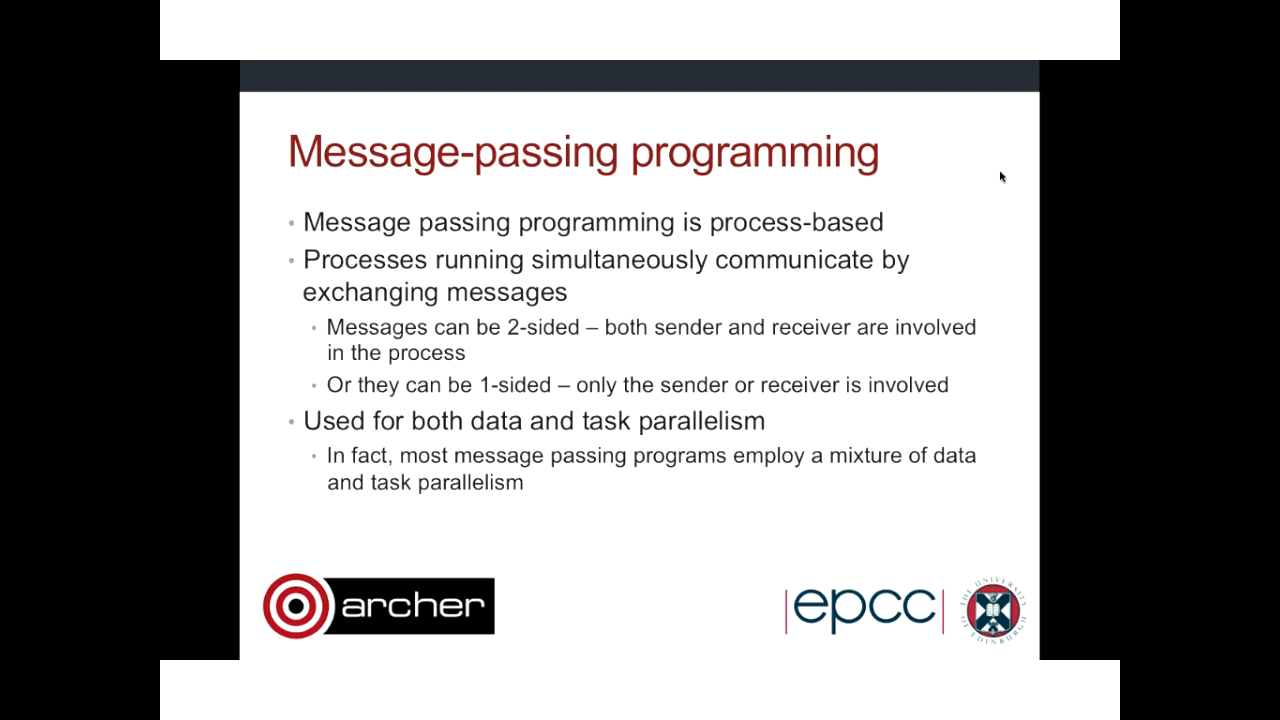 Message-passing programming
• Message passing programming is process-based
• Processes running simultaneously communicate by
exchanging messages
• Messages can be 2-sided – both sender and receiver are involved
in the process
• Or they can be 1-sided – only the sender or receiver is involved
• Used for both data and task parallelism
• In fact, most message passing programs employ a mixture of data
and task parallelism
archer
|epcc|
THE UNIVERSITY
OF EDINBURGH